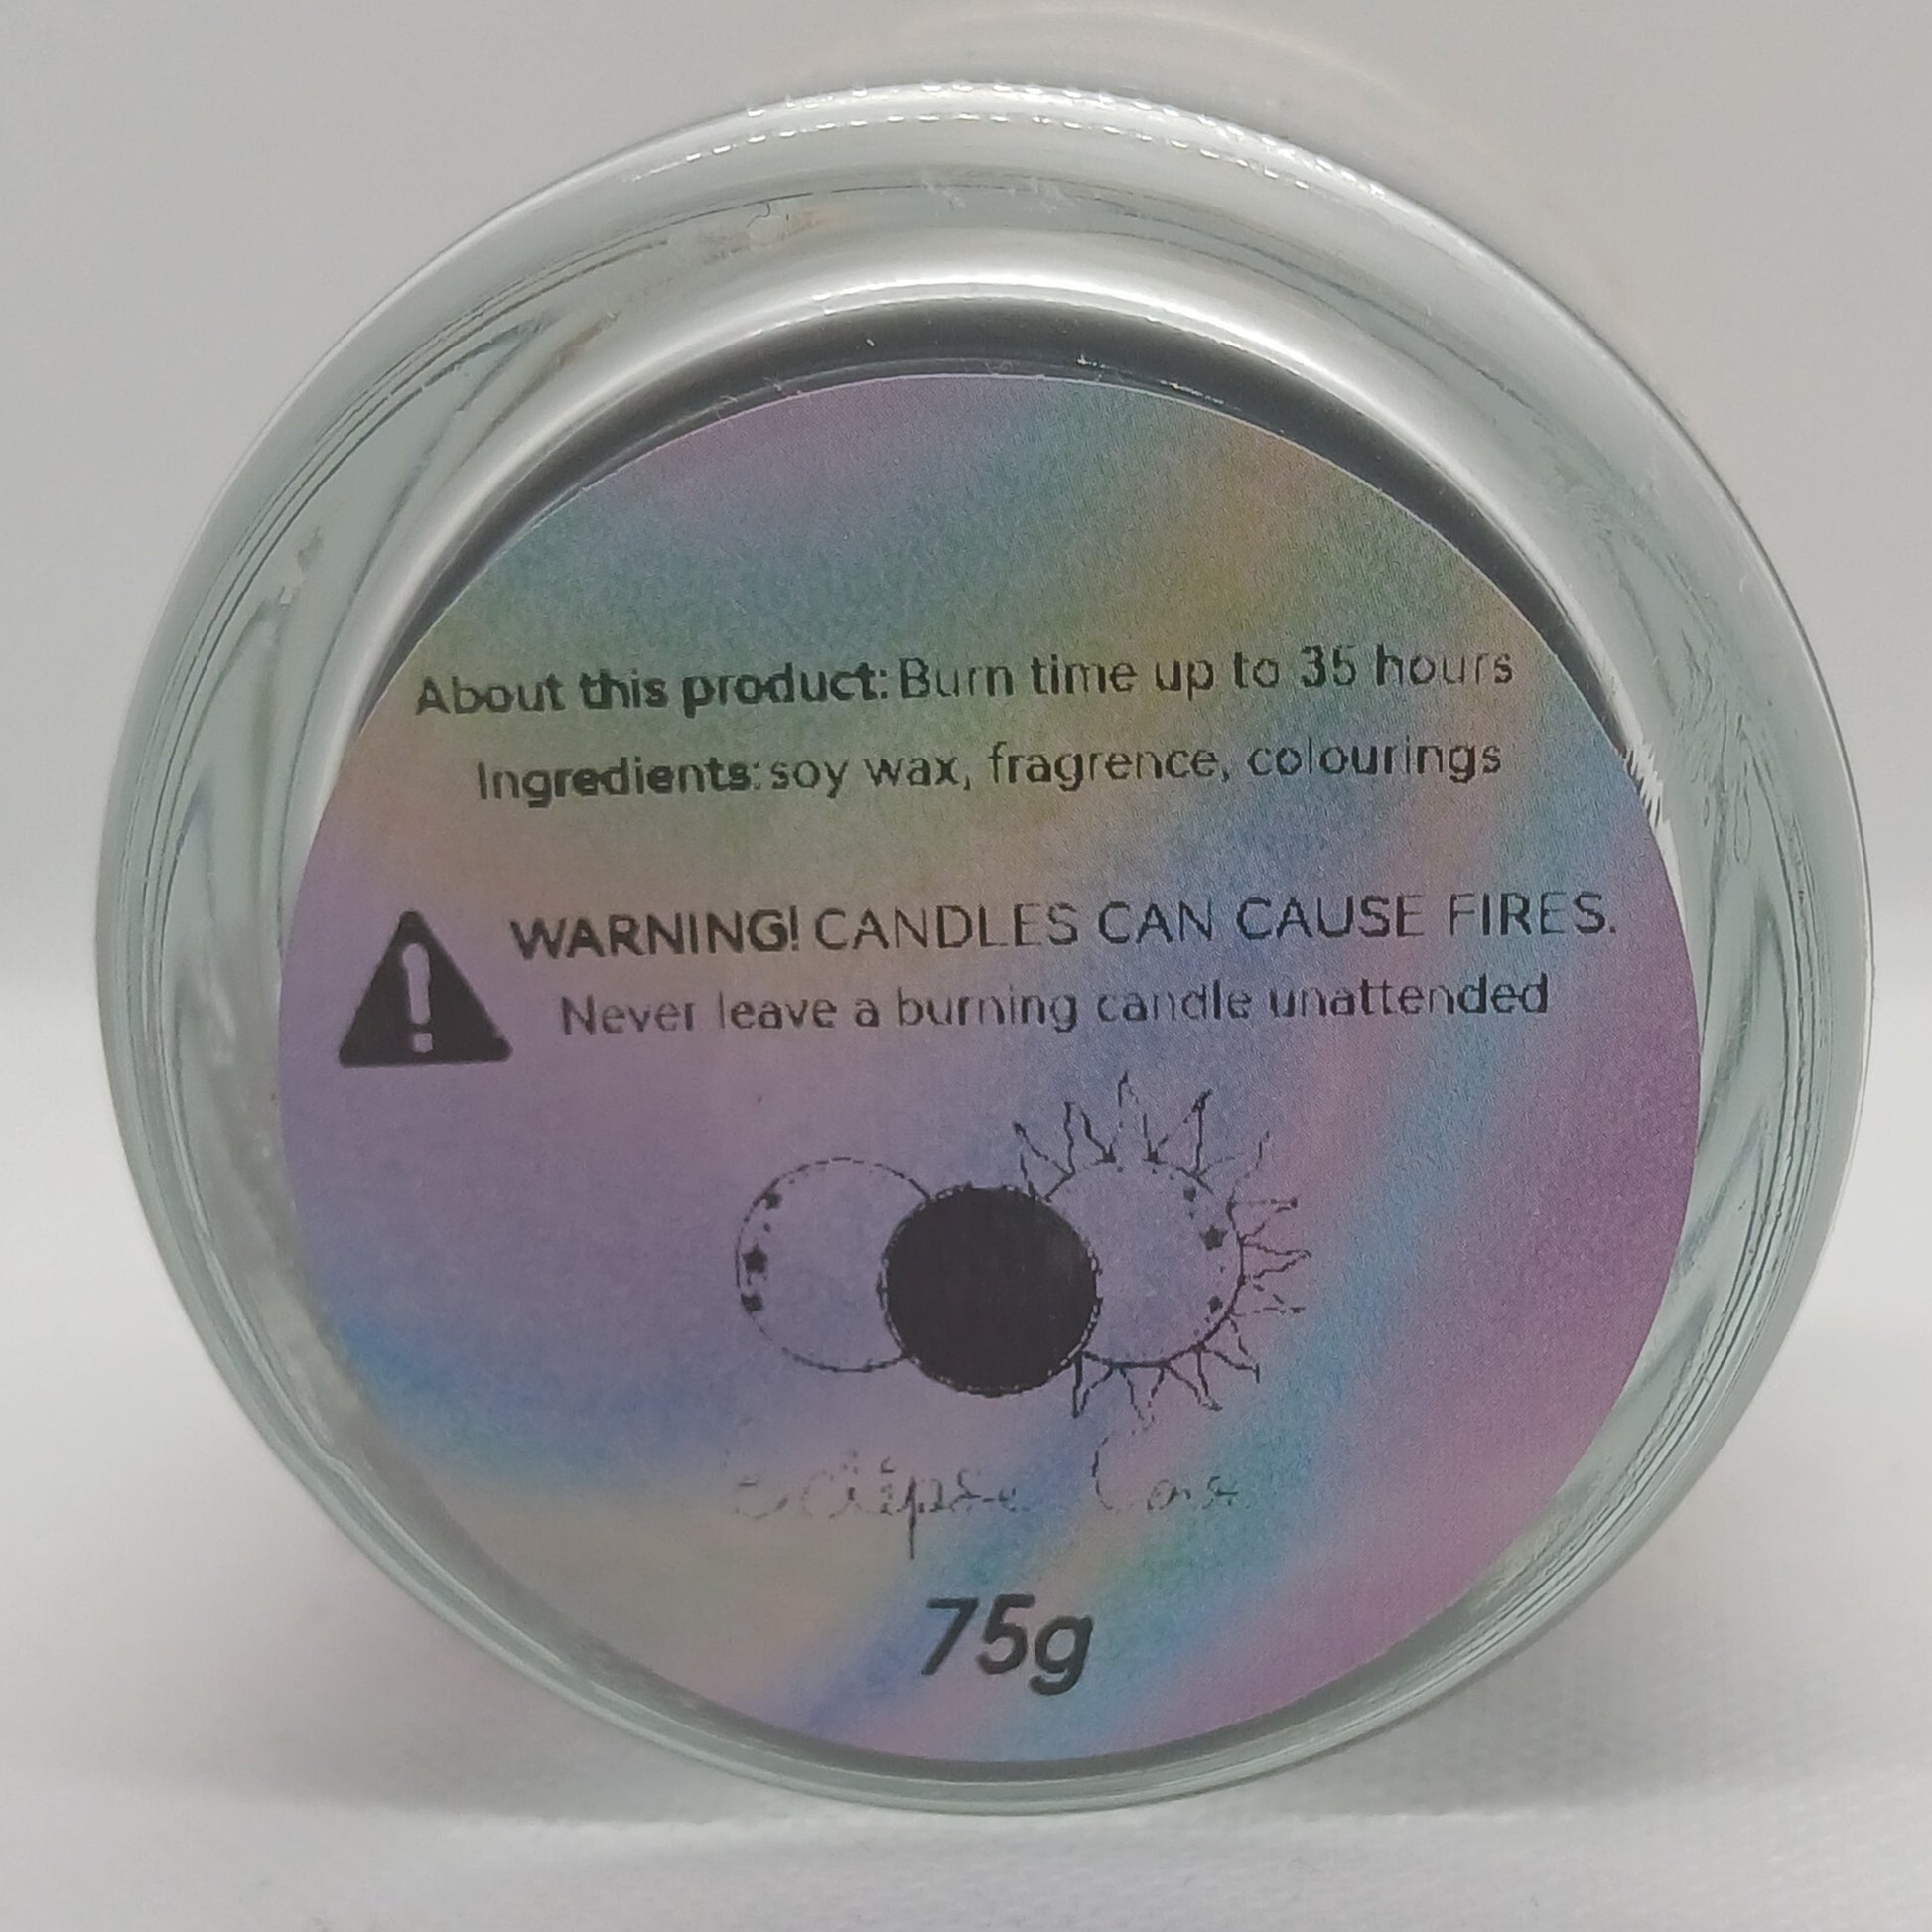 About this product: Burn time up to 35 hours
Ingredients: soy wax, fragrence, colourings
WARNING! CANDLES CAN CAUSE FIRES.
Never leave a burning candle unattended
Eclipse
75g